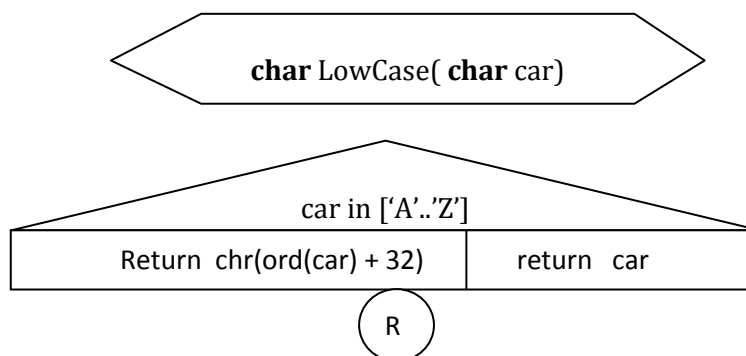 char LowCase( char car)
car in [‘A’..’Z’]
Return chr(ord(car) + 32)
return car
R